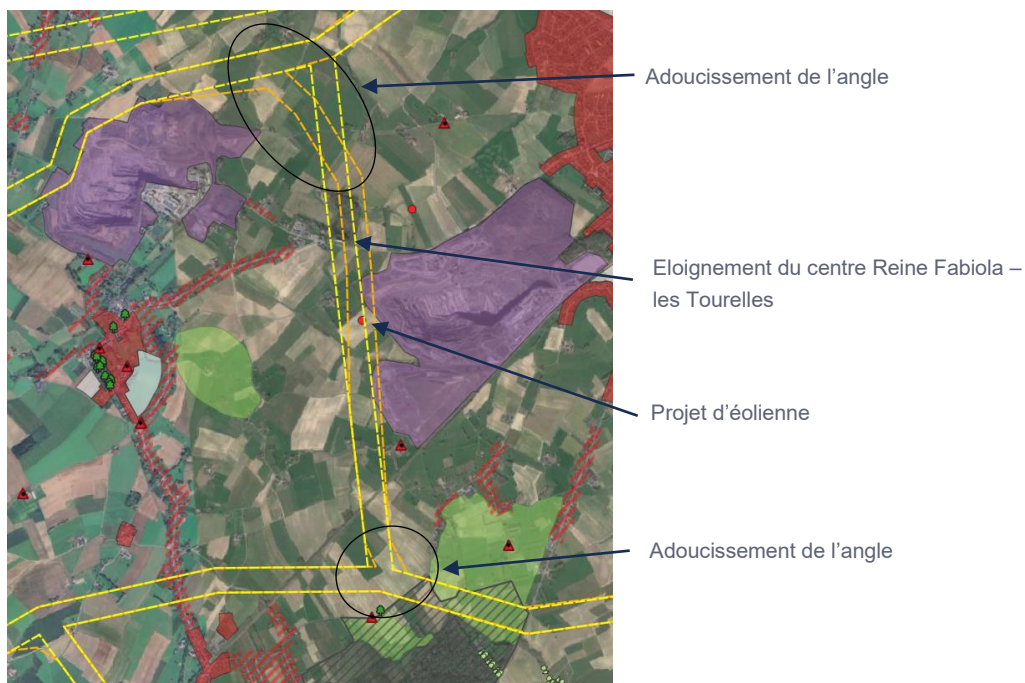 Adoucissement de l’angle
Eloignement du centre Reine Fabiola –
les Tourelles
Projet d’éolienne
Adoucissement de l’angle